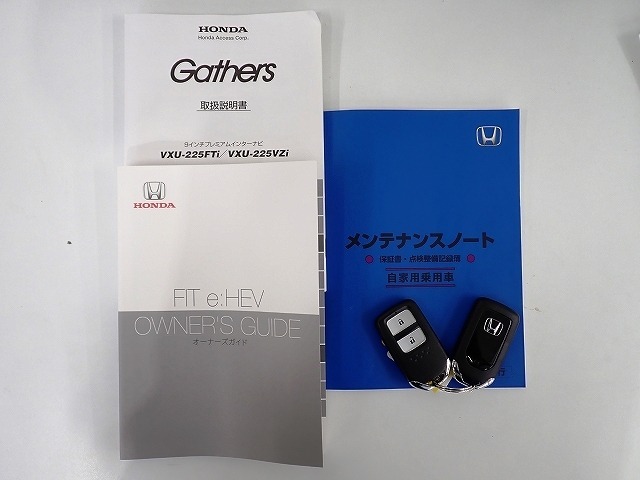 HONDA
Honda Access Corp.
Gathers
取扱説明書
9インチプレミアムインターナビ
VXU-225FTi/VXU-225VZi
HONDA
FIT e:HEV
OWNER'S GUIDE
オーナーズガイド
メンテナンスノート
保証書・点検整備記録簿
自家用乗用車
行